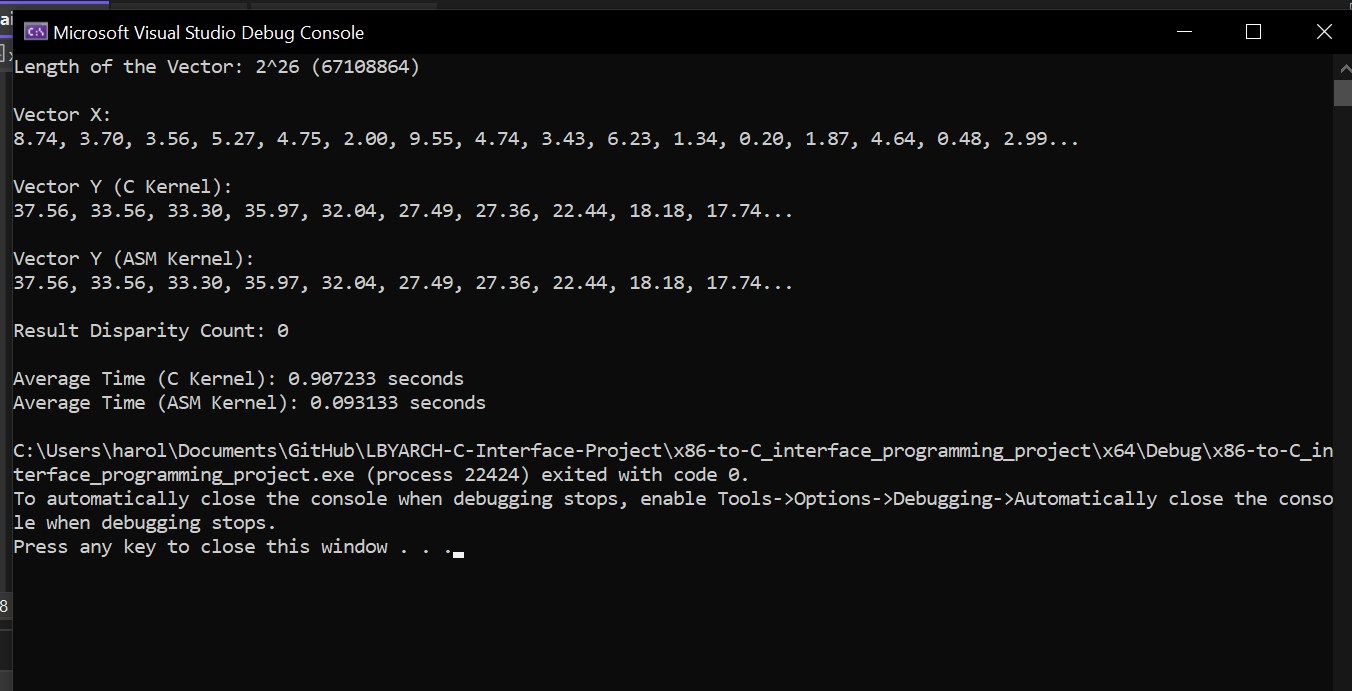 ai
Microsoft Visual Studio Debug Console
Length of the Vector: 2^26 (67108864)
Vector X:
8.74, 3.70, 3.56, 5.27, 4.75, 2.00, 9.55, 4.74, 3.43, 6.23, 1.34, 0.20, 1.87, 4.64, 0.48, 2.99...
Vector Y (C Kernel):
37.56, 33.56, 33.30, 35.97, 32.04, 27.49, 27.36, 22.44, 18.18, 17.74...
Vector Y (ASM Kernel):
37.56, 33.56, 33.30, 35.97, 32.04, 27.49, 27.36, 22.44, 18.18, 17.74...
Result Disparity Count: 0
Average Time (C Kernel): 0.907233 seconds
Average Time (ASM Kernel): 0.093133 seconds
C:\Users\harol\Documents\GitHub\LBYARCH-C-Interface-Project\x86-to-C_interface_programming_project\x64\Debug\x86-to-C_in
terface_programming_project.exe (process 22424) exited with code 0.
To automatically close the console when debugging stops, enable Tools->Options->Debugging->Automatically close the conso
le when debugging stops.
Press any key to close this window . . .
8